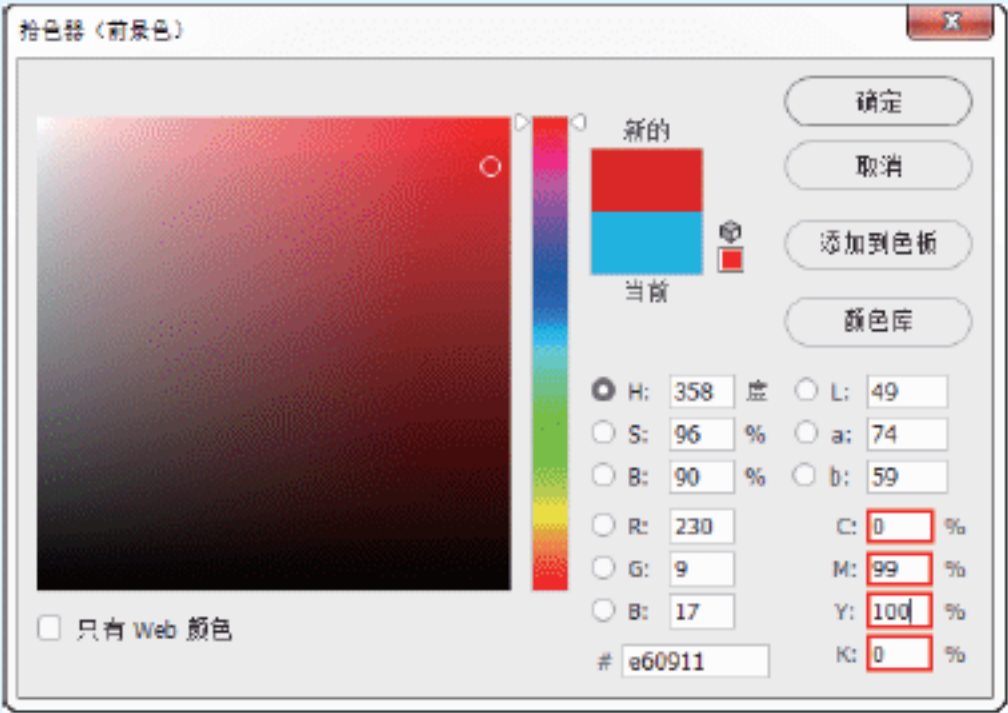 拾色器（前景色）
确定
新的
取消
添加到色板
当前
颜色库
H: 358 度
L: 49
S: 96 %
a: 74
B: 90 %
b: 59
R: 230
C: 0 %
G: 9
M: 99 %
B: 17
Y: 100 %
# e60911
K: 0 %
只有 Web 颜色